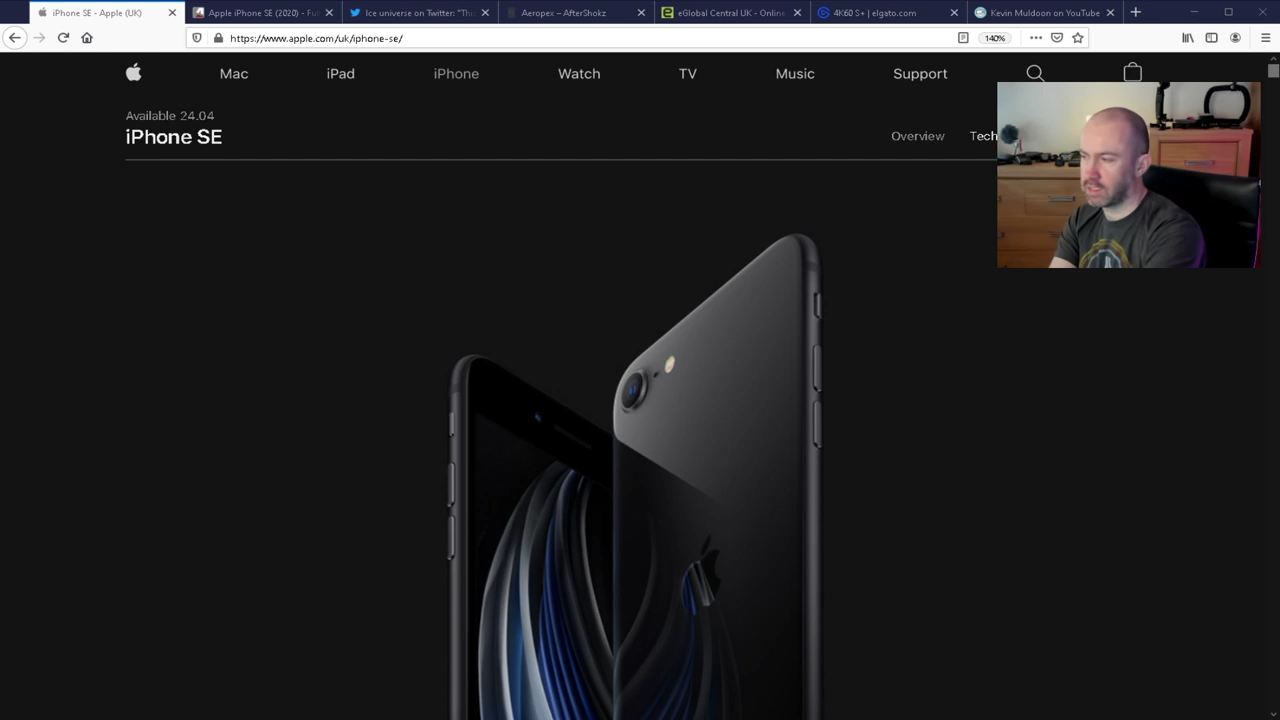 iPhone SE - Apple (UK)
Apple iPhone SE (2020) - Ful
Ice universe on Twitter: "Thi
Aeropex – AfterShokz
eGlobal Central UK - Online
4K60 S+ | elgato.com
Kevin Muldoon on YouTube
https://www.apple.com/uk/iphone-se/
140%
Mac iPad iPhone Watch TV Music Support
Available 24.04
iPhone SE
Overview Tech